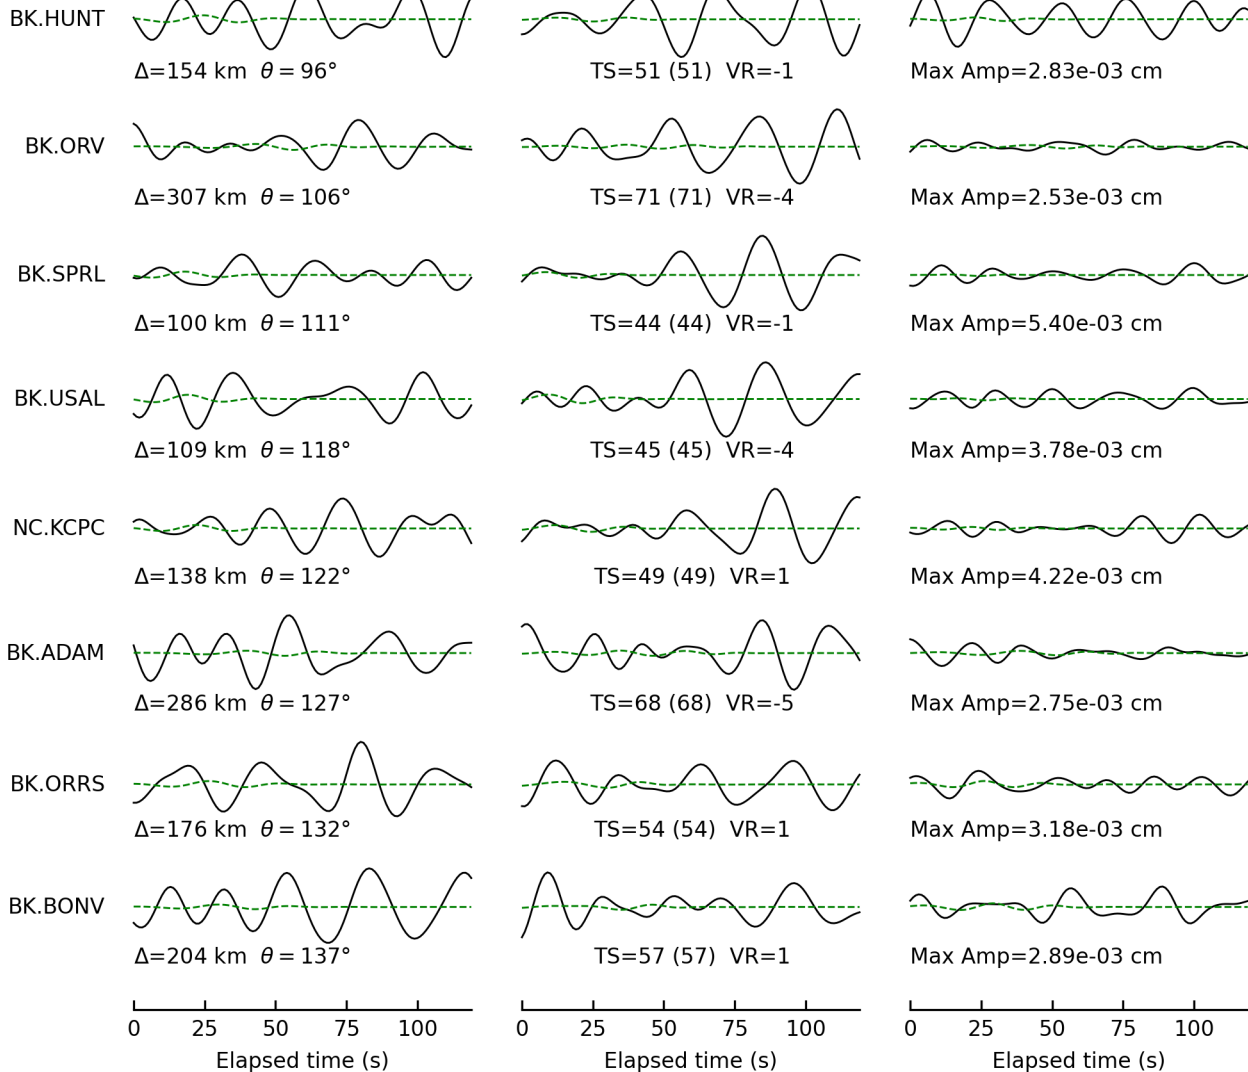 BK.HUNT
Δ=154 km θ = 96° TS=51 (51) VR=-1 Max Amp=2.83e-03 cm
BK.ORV
Δ=307 km θ = 106° TS=71 (71) VR=-4 Max Amp=2.53e-03 cm
BK.SPRL
Δ=100 km θ = 111° TS=44 (44) VR=-1 Max Amp=5.40e-03 cm
BK.USAL
Δ=109 km θ = 118° TS=45 (45) VR=-4 Max Amp=3.78e-03 cm
NC.KCPC
Δ=138 km θ = 122° TS=49 (49) VR=1 Max Amp=4.22e-03 cm
BK.ADAM
Δ=286 km θ = 127° TS=68 (68) VR=-5 Max Amp=2.75e-03 cm
BK.ORRS
Δ=176 km θ = 132° TS=54 (54) VR=1 Max Amp=3.18e-03 cm
BK.BONV
Δ=204 km θ = 137° TS=57 (57) VR=1 Max Amp=2.89e-03 cm
0 25 50 75 100 0 25 50 75 100 0 25 50 75 100
Elapsed time (s) Elapsed time (s) Elapsed time (s)